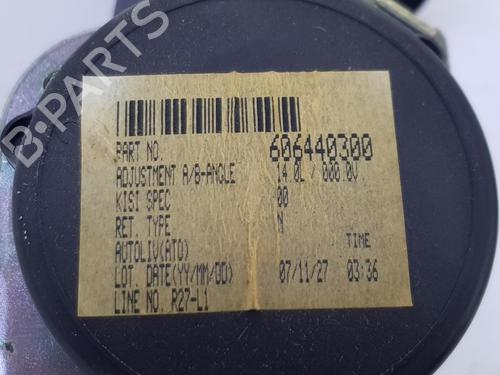 B-PARTS
PART NO. 606440300
ADJUSTMENT A/B-ANGLE 14.0L / 000.0V
KISI SPEC 00
RET. TYPE N
AUTOLIV(ATO) TIME
LOT. DATE(YY/MM/DD) 07/11/27 03:36
LINE NO. R27-L1